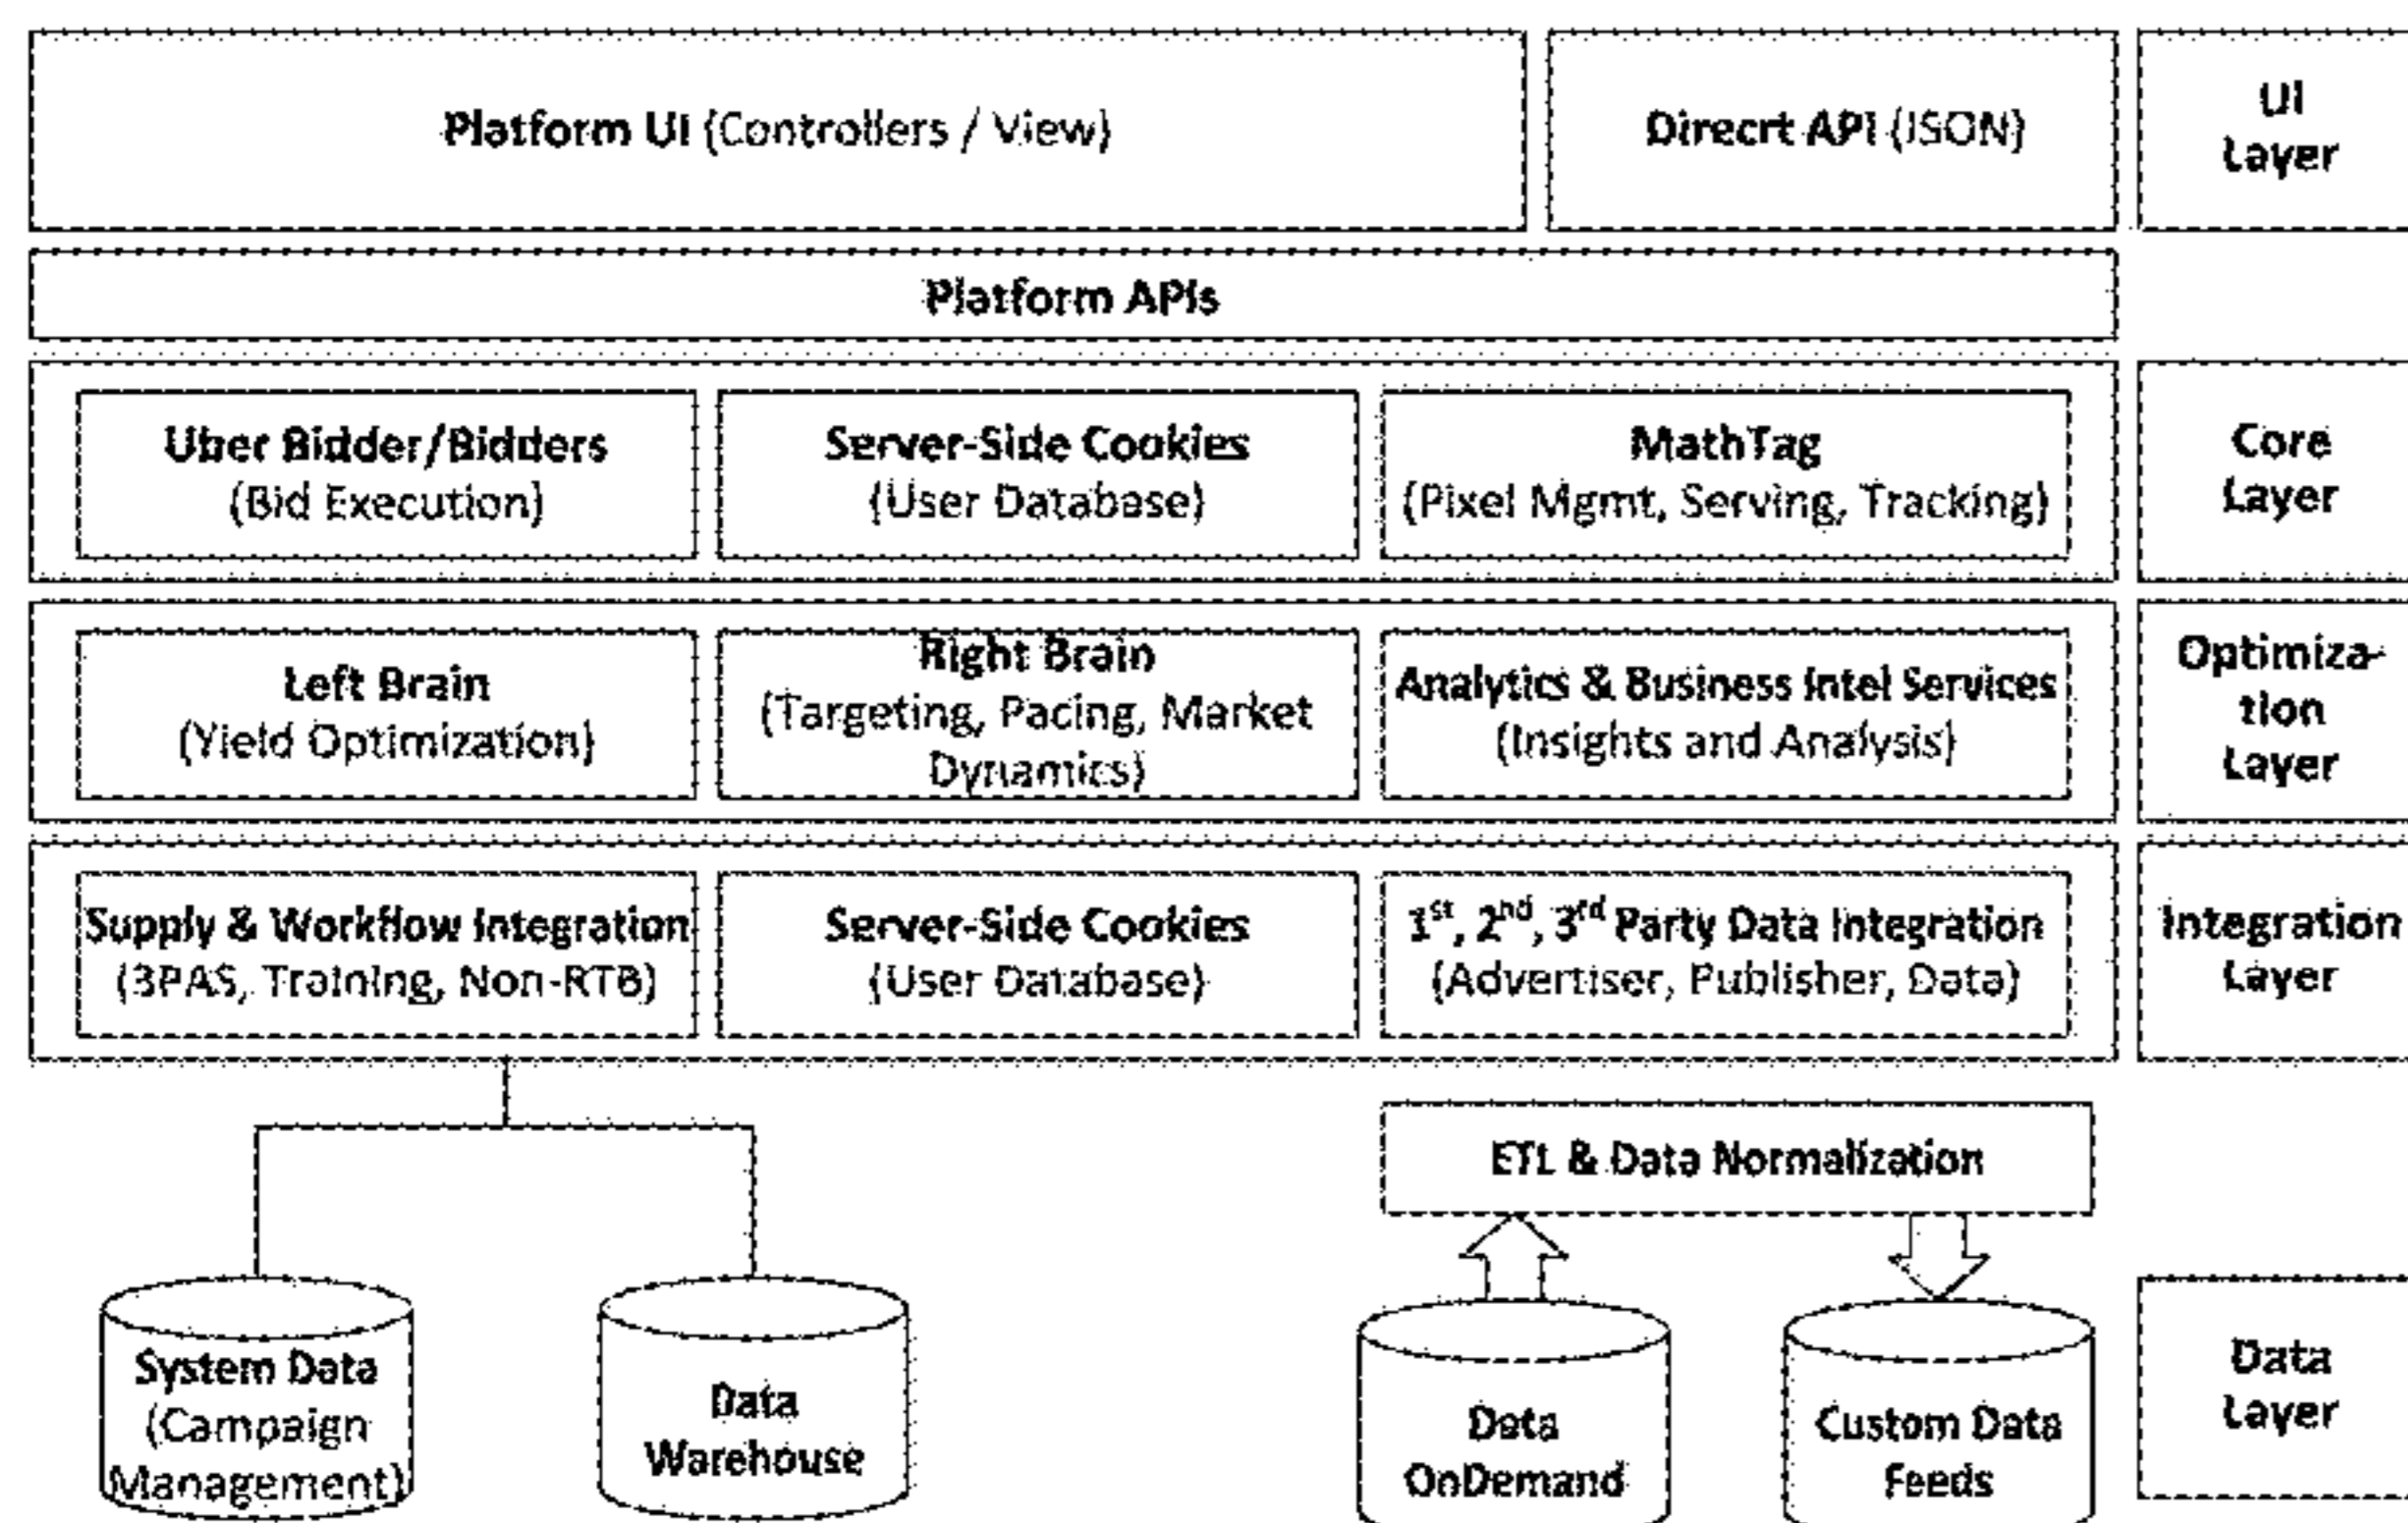 Platform UI (Controllers / View)
Direcrt API (JSON)
UI
Layer
Platform APIs
Uber Bidder/Bidders
(Bid Execution)
Server-Side Cookies
(User Database)
MathTag
(Pixel Mgmt, Serving, Tracking)
Core
Layer
Left Brain
(Yield Optimization)
Right Brain
(Targeting, Pacing, Market
Dynamics)
Analytics & Business Intel Services
(Insights and Analysis)
Optimiza-
tion
Layer
Supply & Workflow Integration
(3PAS, Training, Non-RTB)
Server-Side Cookies
(User Database)
1st, 2nd, 3rd Party Data Integration
(Advertiser, Publisher, Data)
Integration
Layer
ETL & Data Normalization
System Data
(Campaign
Management)
Data
Warehouse
Data
OnDemand
Custom Data
Feeds
Data
Layer